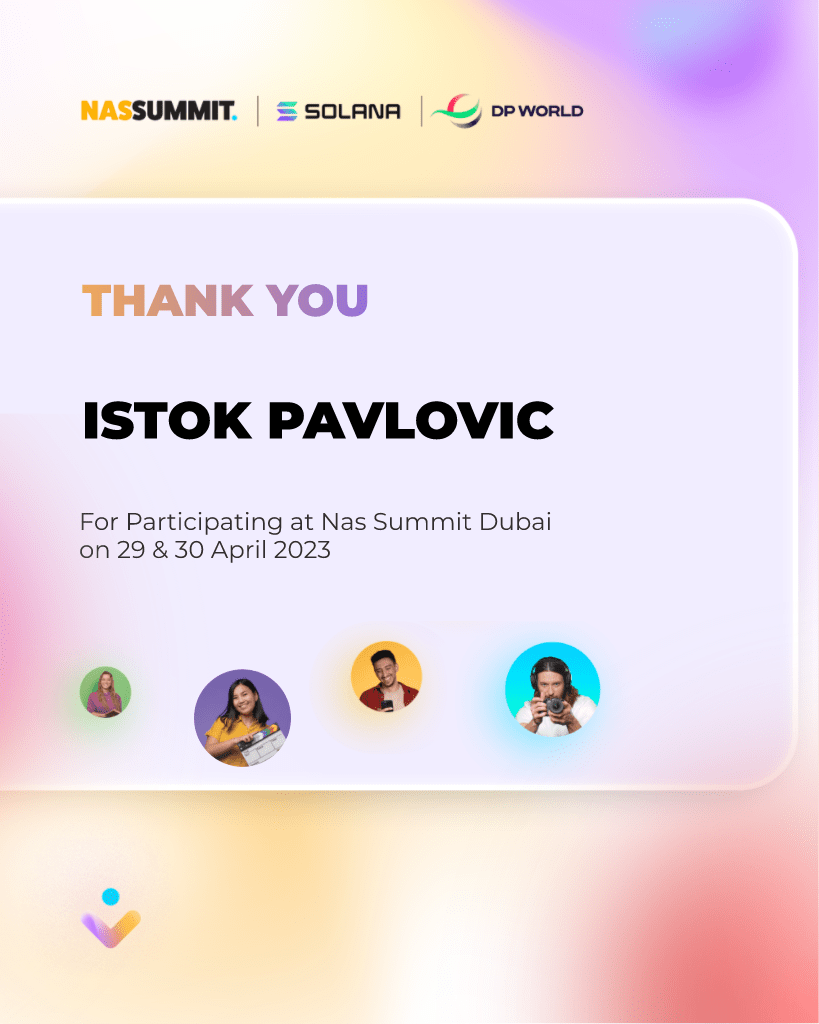 NASSUMMIT. | SOLANA | DP WORLD
THANK YOU
ISTOK PAVLOVIC
For Participating at Nas Summit Dubai
on 29 & 30 April 2023